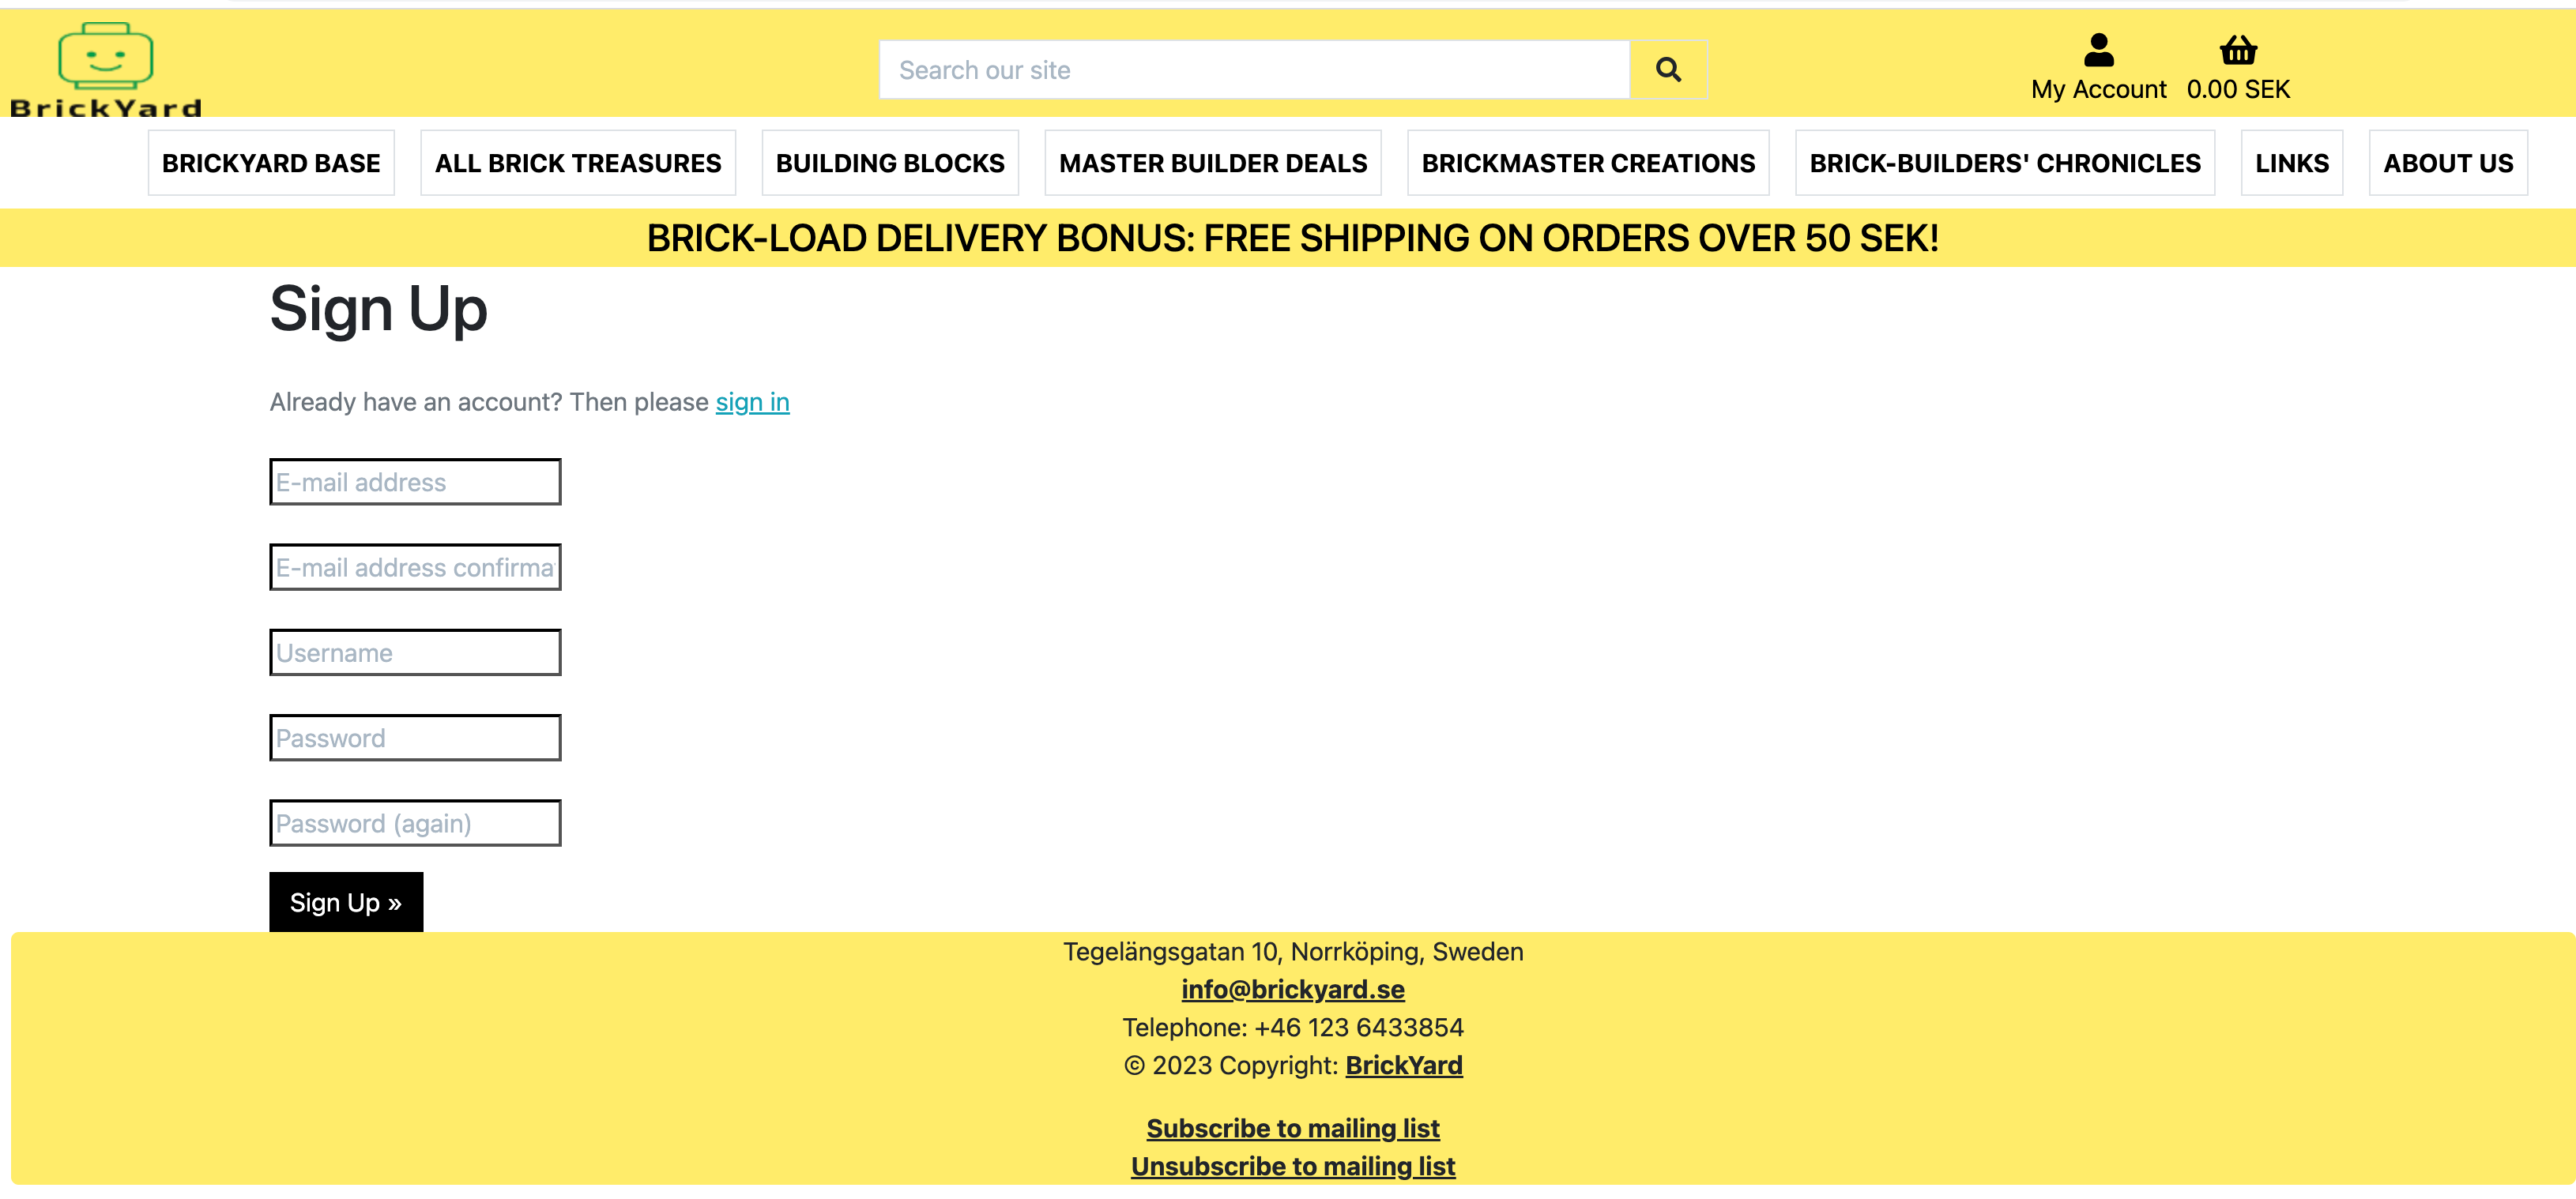 BrickYard
Search our site
My Account 0.00 SEK
BRICKYARD BASE ALL BRICK TREASURES BUILDING BLOCKS MASTER BUILDER DEALS BRICKMASTER CREATIONS BRICK-BUILDERS' CHRONICLES LINKS ABOUT US
BRICK-LOAD DELIVERY BONUS: FREE SHIPPING ON ORDERS OVER 50 SEK!
Sign Up
Already have an account? Then please sign in
E-mail address
E-mail address confirma
Username
Password
Password (again)
Sign Up »
Tegelängsgatan 10, Norrköping, Sweden
info@brickyard.se
Telephone: +46 123 6433854
© 2023 Copyright: BrickYard
Subscribe to mailing list
Unsubscribe to mailing list